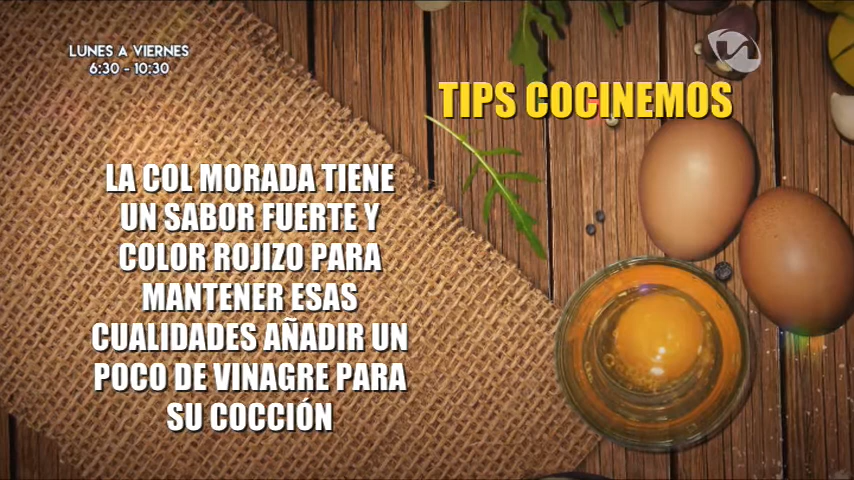 LUNES A VIERNES
6:30 - 10:30
TIPS COCINEMOS
LA COL MORADA TIENE
UN SABOR FUERTE Y
COLOR ROJIZO PARA
MANTENER ESAS
CUALIDADES AÑADIR UN
POCO DE VINAGRE PARA
SU COCCIÓN